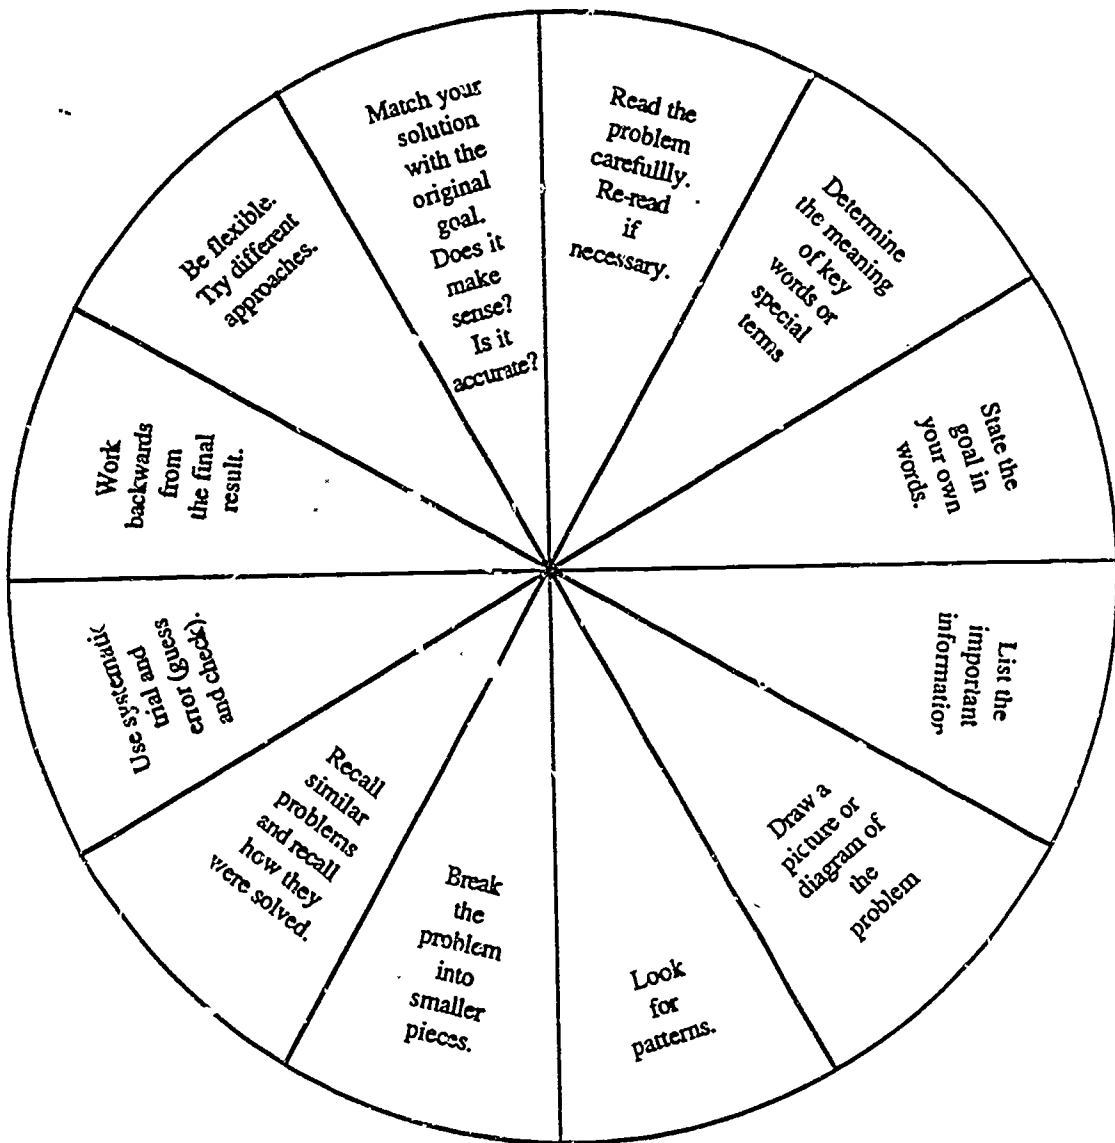 Read the
problem
carefullly.
Re-read
if
necessary.
Determine
the meaning
of key
words or
special
terms
State the
goal in
your own
words.
List the
important
information
Draw a
picture or
diagram of
the
problem
Look
for
patterns.
Break
the
problem
into
smaller
pieces.
Recall
similar
problems
and recall
how they
were solved.
Use systematic
trial and
error (guess
and check).
Work
backwards
from
the final
result.
Be flexible.
Try different
approaches.
Match your
solution
with the
original
goal.
Does it
make
sense?
Is it
accurate?